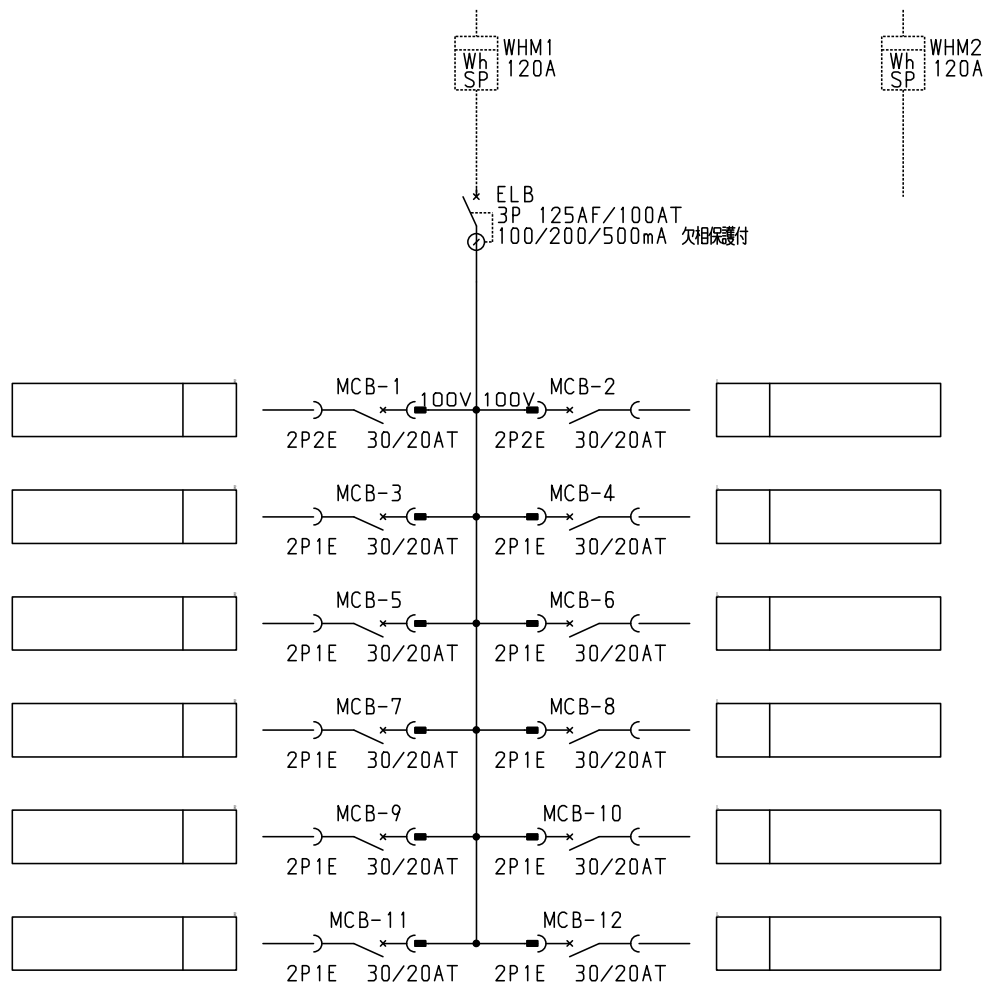 WHM1
120A
Wh
SP
WHM2
120A
Wh
SP
ELB
3P 125AF/100AT
100/200/500mA 欠相保護付
MCB-1
100V
100V
MCB-2
2P2E 30/20AT
2P2E 30/20AT
MCB-3
MCB-4
2P1E 30/20AT
2P1E 30/20AT
MCB-5
MCB-6
2P1E 30/20AT
2P1E 30/20AT
MCB-7
MCB-8
2P1E 30/20AT
2P1E 30/20AT
MCB-9
MCB-10
2P1E 30/20AT
2P1E 30/20AT
MCB-11
MCB-12
2P1E 30/20AT
2P1E 30/20AT